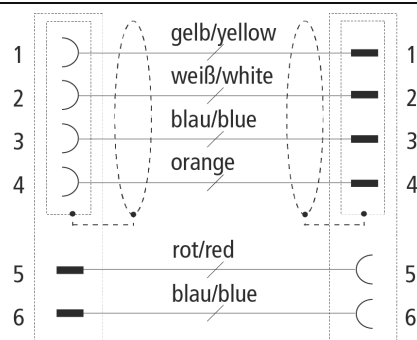 1 gelb/yellow 1
2 weiß/white 2
3 blau/blue 3
4 orange 4
5 rot/red 5
6 blau/blue 6